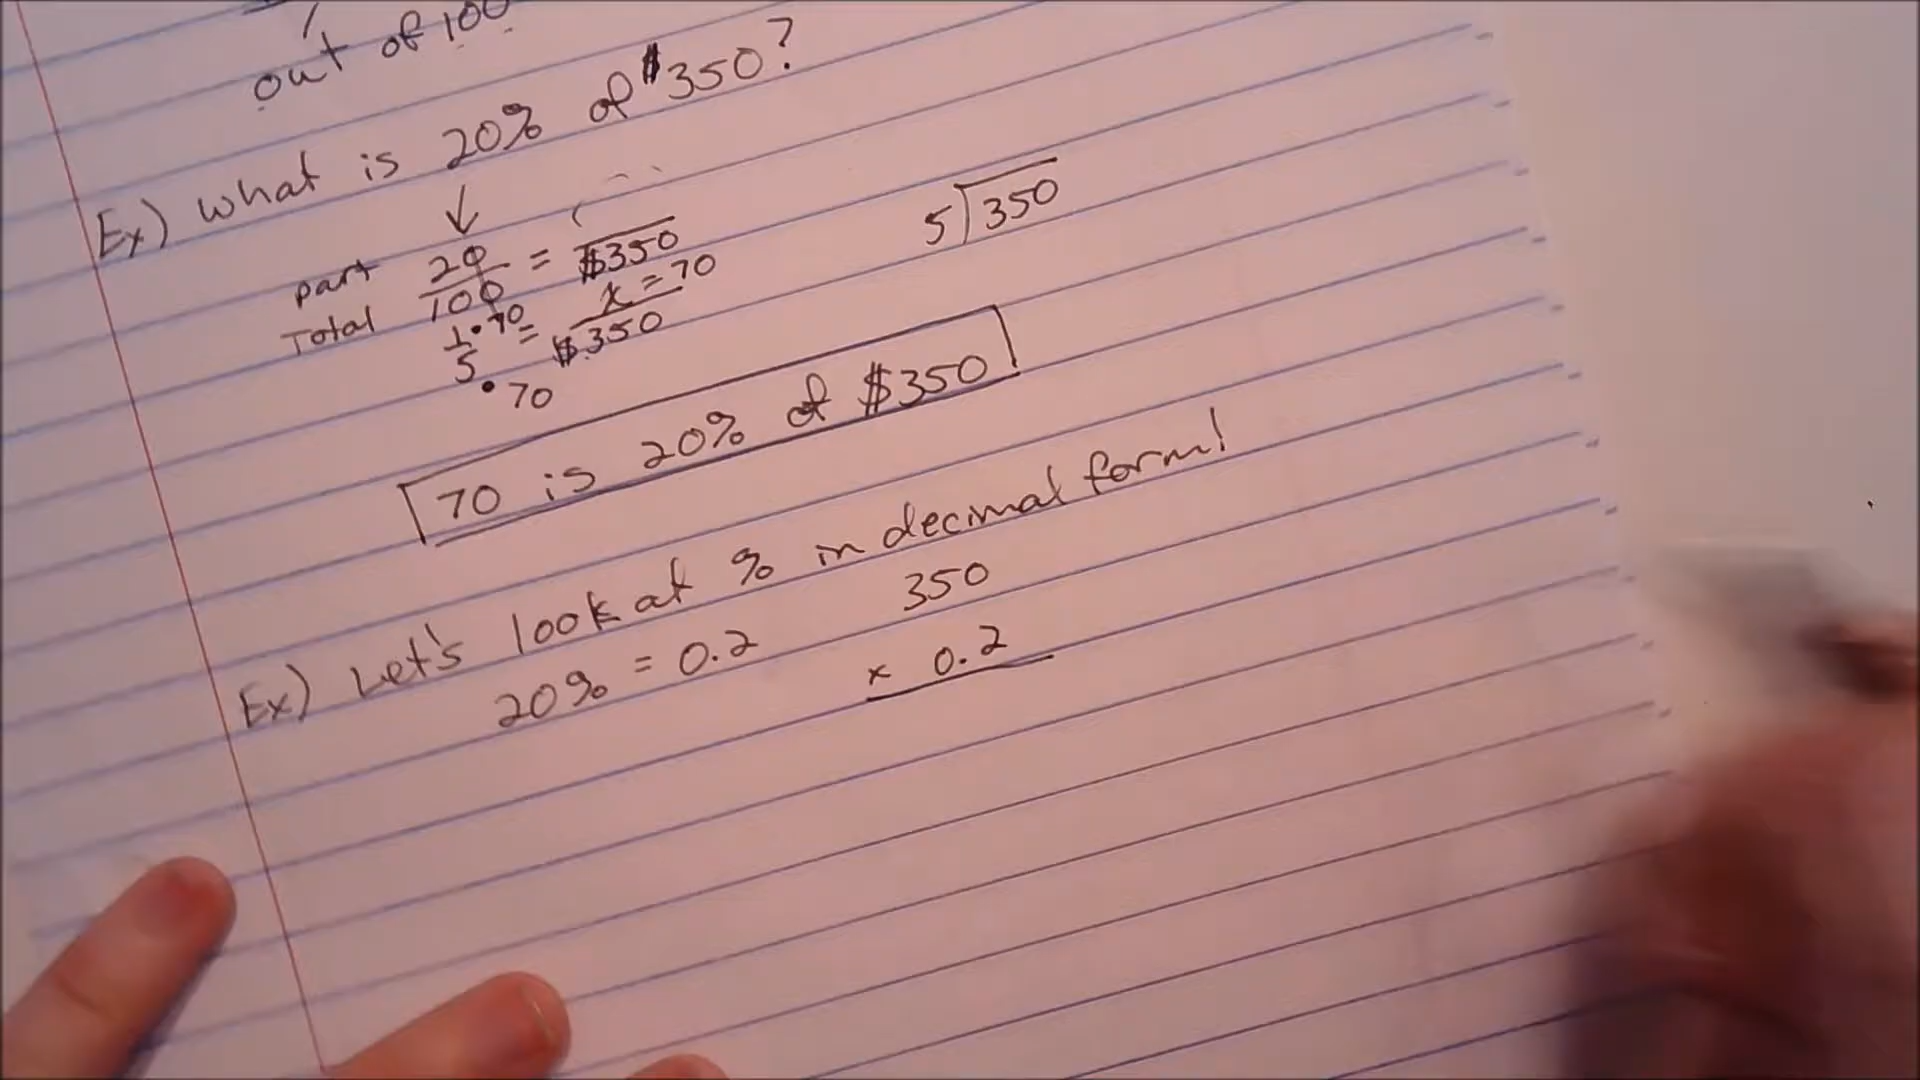 out of 100
Ex) what is 20% of $350?
part 20/100 = $350
Total
5)350
1/5 • 70 = x = 70
• 70 $350
70 is 20% of $350
Ex) Let's look at % in decimal form!
20% = 0.2
350
x 0.2